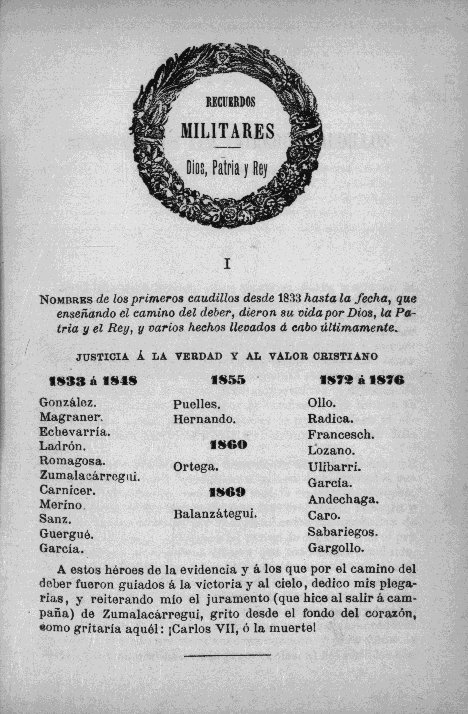 RECUERDOS
MILITARES
Dios, Patria y Rey
I
NOMBRES de los primeros caudillos desde 1833 hasta la fecha, que
enseñando el camino del deber, dieron su vida por Dios, la Pa-
tria y el Rey, y varios hechos llevados á cabo últimamente.
JUSTICIA Á LA VERDAD Y AL VALOR CRISTIANO
1833 á 1848
González.
Magraner.
Echevarría.
Ladrón.
Romagosa.
Zumalacárregui.
Carnicer.
Merino.
Sanz.
Guergué.
García.
1855
Puelles.
Hernando.
1860
Ortega.
1869
Balanzátegui.
1872 á 1876
Ollo.
Radica.
Francesch.
Lozano.
Ulibarri.
García.
Andechaga.
Caro.
Sabariegos.
Gargollo.
A estos héroes de la evidencia y á los que por el camino del
deber fueron guiados á la victoria y al cielo, dedico mis plega-
rias, y reiterando mío el juramento (que hice al salir á cam-
paña) de Zumalacárregui, grito desde el fondo del corazón,
como gritaría aquél: ¡Carlos VII, ó la muerte!